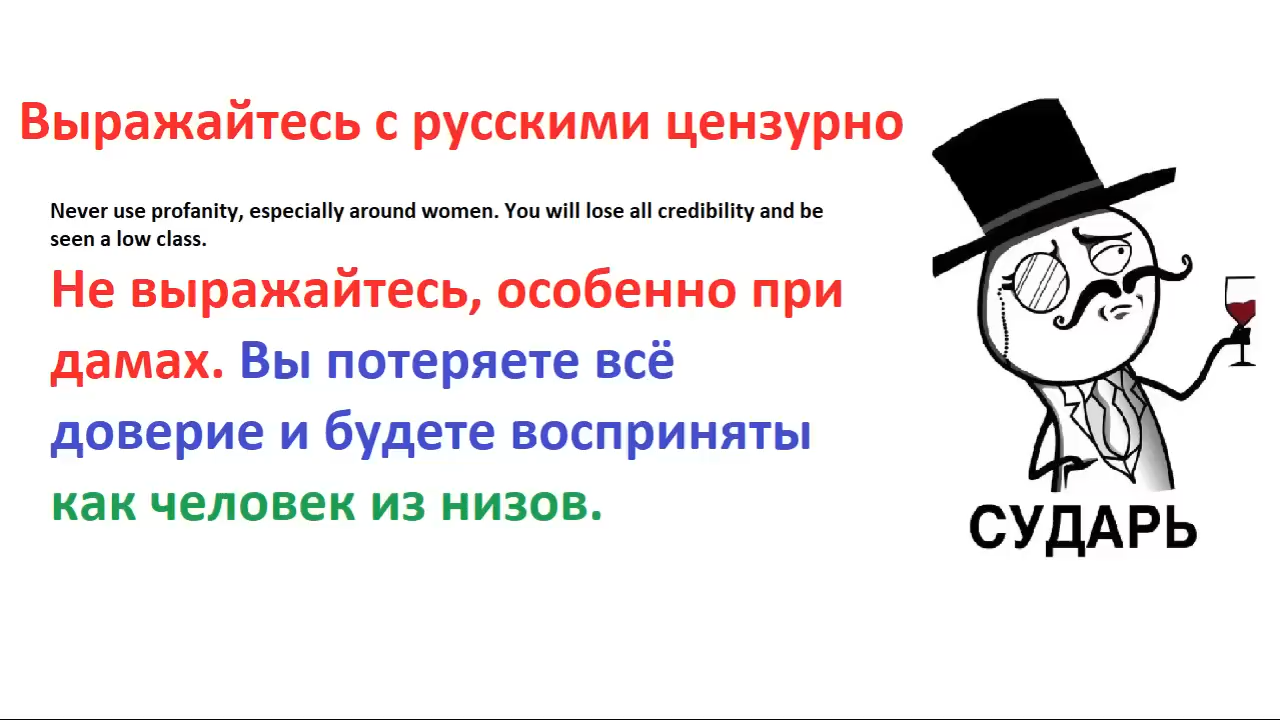 Выражайтесь с русскими цензурно
Never use profanity, especially around women. You will lose all credibility and be
seen a low class.
Не выражайтесь, особенно при
дамах. Вы потеряете всё
доверие и будете восприняты
как человек из низов.
СУДАРЬ